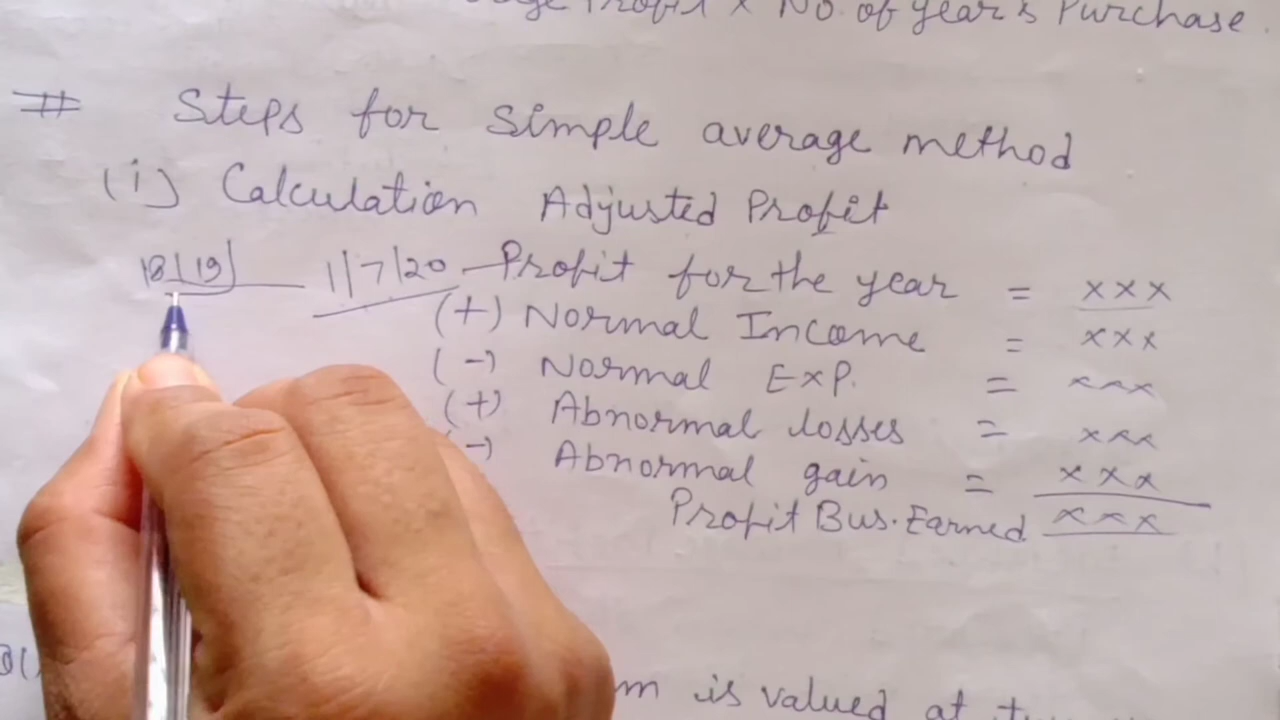 Profit x No. of year's Purchase.
# Steps for simple average method
(i) Calculation Adjusted Profit
18|19| 1/7/20 Profit for the year = xxx
(+) Normal Income = xxx
(-) Normal Exp. = xxx
(+) Abnormal losses = xxx
(-) Abnormal gain = xxx
Profit Bus. Earned xxx
is valued at